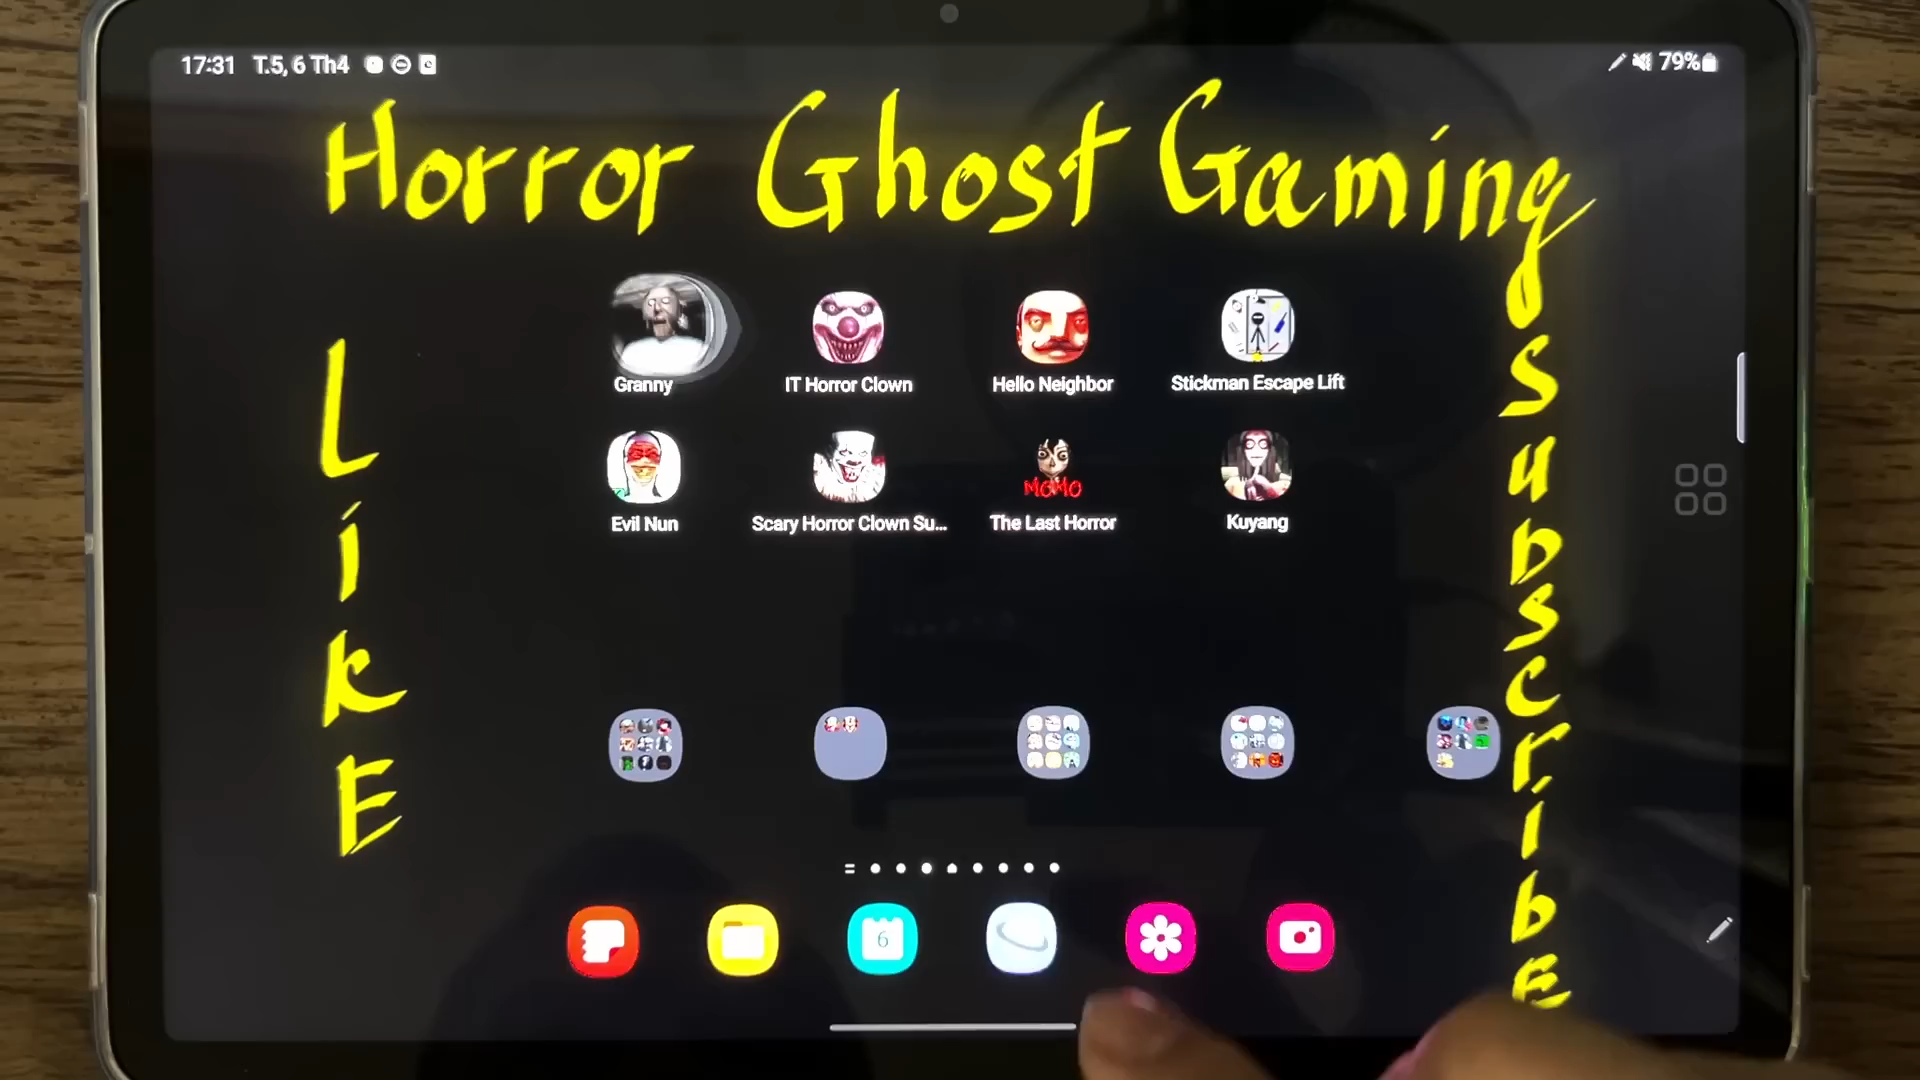 17:31 T.5, 6 Th4
79%
Horror Ghost Gaming
LikE
Subscribe
Granny
IT Horror Clown
Hello Neighbor
Stickman Escape Lift
Evil Nun
Scary Horror Clown Su...
MOMO
The Last Horror
Kuyang
6